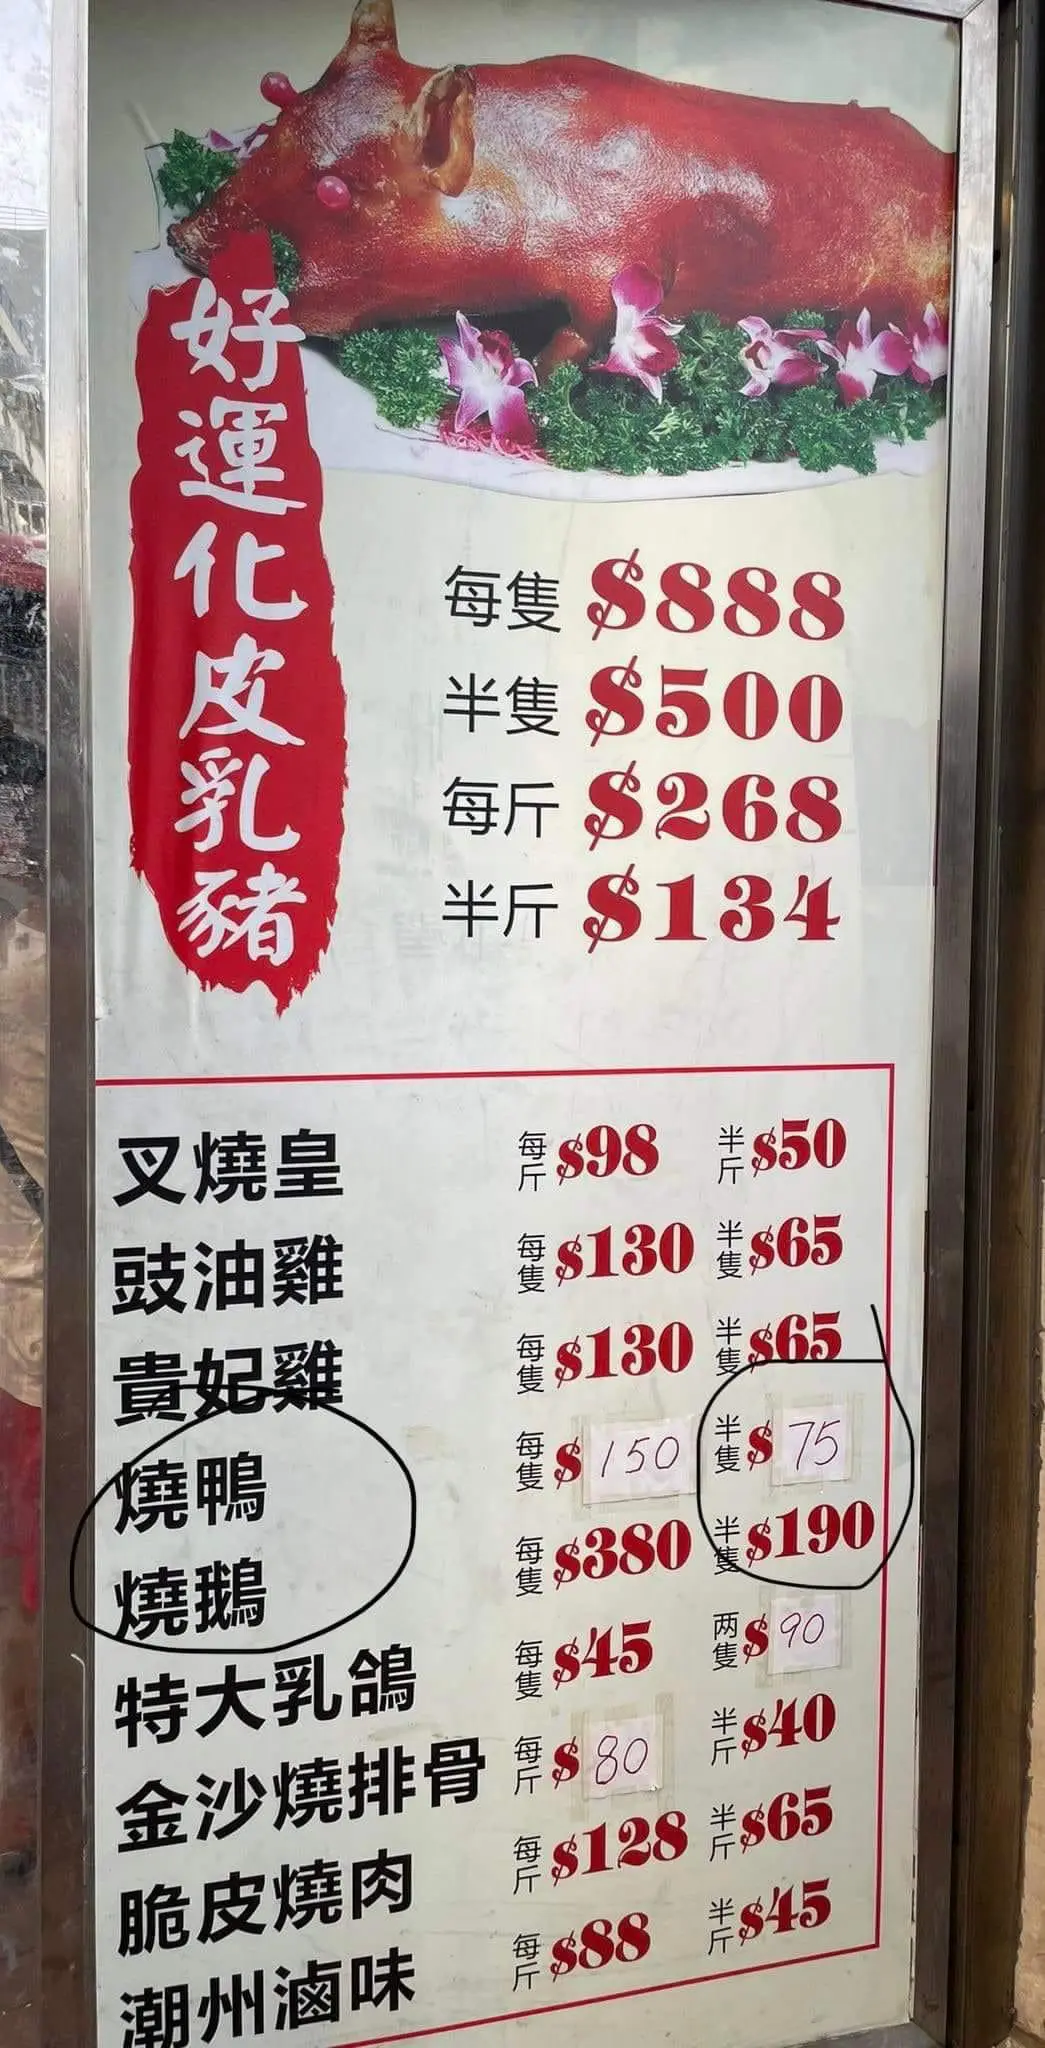 好運化皮乳豬
每隻 $888
半隻 $500
每斤 $268
半斤 $134
叉燒皇 每斤 $98 半斤 $50
豉油雞 每隻 $130 半隻 $65
貴妃雞 每隻 $130 半隻 $65
燒鴨 每隻 $150 半隻 $75
燒鵝 每隻 $380 半隻 $190
特大乳鴿 每隻 $45 两隻 $90
金沙燒排骨 每斤 $80 半斤 $40
脆皮燒肉 每斤 $128 半斤 $65
潮州滷味 每斤 $88 半斤 $45